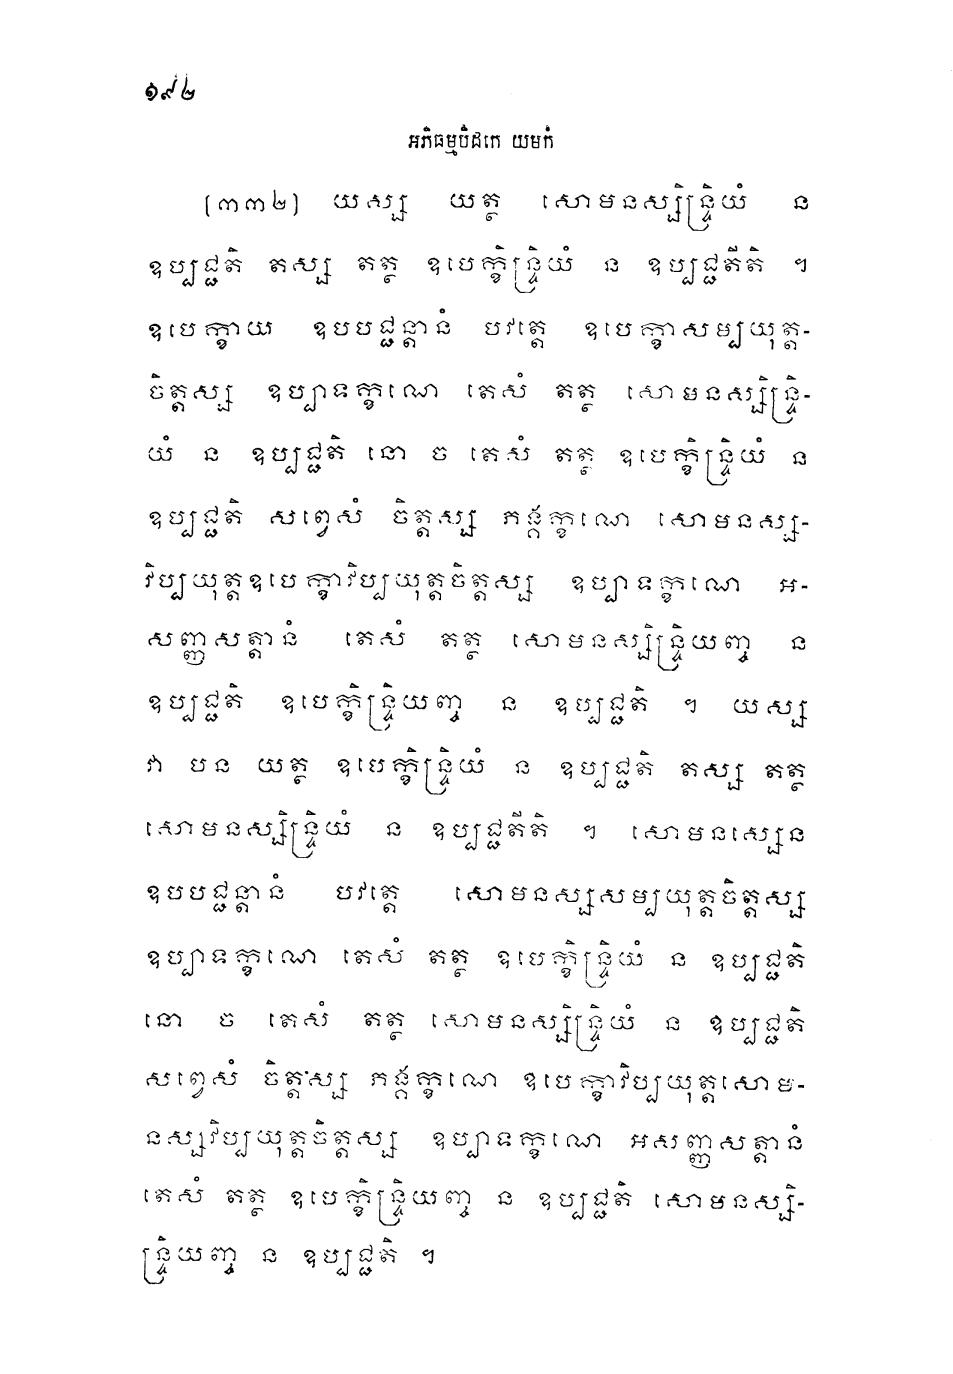 ១៩២
អភិធម្មបិដកេ យមកំ
(៣៣២) យស្ស យត្ថ សោមនស្សិន្ទ្រិយំ ន
ឧប្បជ្ជតិ តស្ស តត្ថ ឧបេក្ខិន្ទ្រិយំ ន ឧប្បជ្ជតីតិ ។
ឧបេក្ខាយ ឧបបជ្ជន្តានំ បវត្តេ ឧបេក្ខាសម្បយុត្ត-
ចិត្តស្ស ឧប្បាទក្ខណេ តេសំ តត្ថ សោមនស្សិន្ទ្រិ-
យំ ន ឧប្បជ្ជតិ នោ ច តេសំ តត្ថ ឧបេក្ខិន្ទ្រិយំ ន
ឧប្បជ្ជតិ សព្វេសំ ចិត្តស្ស ភង្គក្ខណេ សោមនស្ស-
វិប្បយុត្តឧបេក្ខាវិប្បយុត្តចិត្តស្ស ឧប្បាទក្ខណេ អ-
សញ្ញសត្តានំ តេសំ តត្ថ សោមនស្សិន្ទ្រិយញ្ច ន
ឧប្បជ្ជតិ ឧបេក្ខិន្ទ្រិយញ្ច ន ឧប្បជ្ជតិ ។ យស្ស
វា បន យត្ថ ឧបេក្ខិន្ទ្រិយំ ន ឧប្បជ្ជតិ តស្ស តត្ថ
សោមនស្សិន្ទ្រិយំ ន ឧប្បជ្ជតីតិ ។ សោមនស្សេន
ឧបបជ្ជន្តានំ បវត្តេ សោមនស្សសម្បយុត្តចិត្តស្ស
ឧប្បាទក្ខណេ តេសំ តត្ថ ឧបេក្ខិន្ទ្រិយំ ន ឧប្បជ្ជតិ
នោ ច តេសំ តត្ថ សោមនស្សិន្ទ្រិយំ ន ឧប្បជ្ជតិ
សព្វេសំ ចិត្តស្ស ភង្គក្ខណេ ឧបេក្ខាវិប្បយុត្តសោម-
នស្សវិប្បយុត្តចិត្តស្ស ឧប្បាទក្ខណេ អសញ្ញសត្តានំ
តេសំ តត្ថ ឧបេក្ខិន្ទ្រិយញ្ច ន ឧប្បជ្ជតិ សោមនស្សិ-
ន្ទ្រិយញ្ច ន ឧប្បជ្ជតិ ។